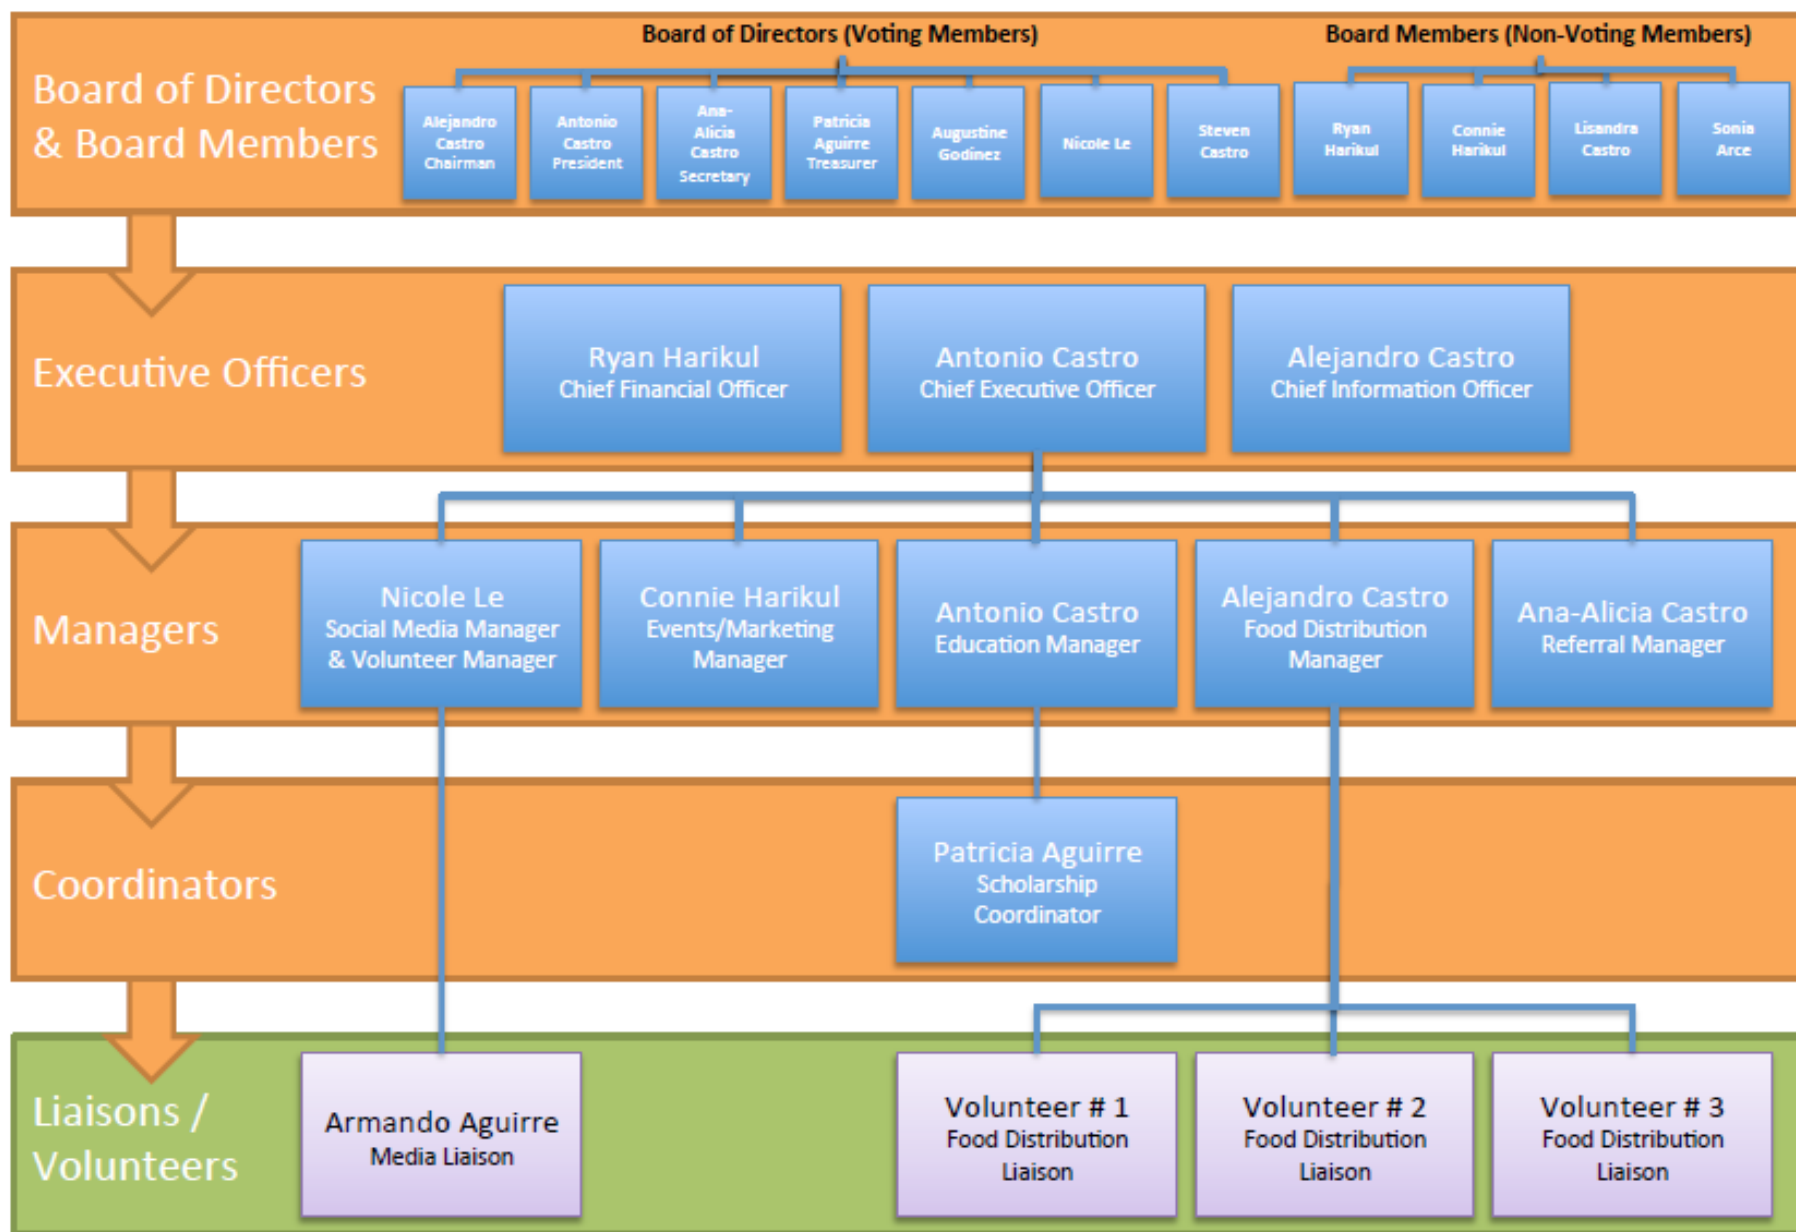 Board of Directors (Voting Members)
Board Members (Non-Voting Members)
Board of Directors
& Board Members
Alejandro
Castro
Chairman
Antonio
Castro
President
Ana-
Alicia
Castro
Secretary
Patricia
Aguirre
Treasurer
Augustine
Godinez
Nicole Le
Steven
Castro
Ryan
Harikul
Connie
Harikul
Lisandra
Castro
Sonia
Arce
Executive Officers
Ryan Harikul
Chief Financial Officer
Antonio Castro
Chief Executive Officer
Alejandro Castro
Chief Information Officer
Managers
Nicole Le
Social Media Manager
& Volunteer Manager
Connie Harikul
Events/Marketing
Manager
Antonio Castro
Education Manager
Alejandro Castro
Food Distribution
Manager
Ana-Alicia Castro
Referral Manager
Coordinators
Patricia Aguirre
Scholarship
Coordinator
Liaisons /
Volunteers
Armando Aguirre
Media Liaison
Volunteer # 1
Food Distribution
Liaison
Volunteer # 2
Food Distribution
Liaison
Volunteer # 3
Food Distribution
Liaison